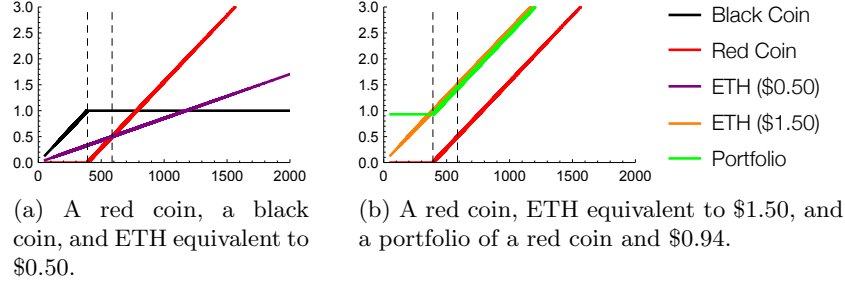 3.0
2.5
2.0
1.5
1.0
0.5
0.0
0 500 1000 1500 2000
3.0
2.5
2.0
1.5
1.0
0.5
0.0
0 500 1000 1500 2000
Black Coin
Red Coin
ETH ($0.50)
ETH ($1.50)
Portfolio
(a) A red coin, a black
coin, and ETH equivalent to
$0.50.
(b) A red coin, ETH equivalent to $1.50, and
a portfolio of a red coin and $0.94.